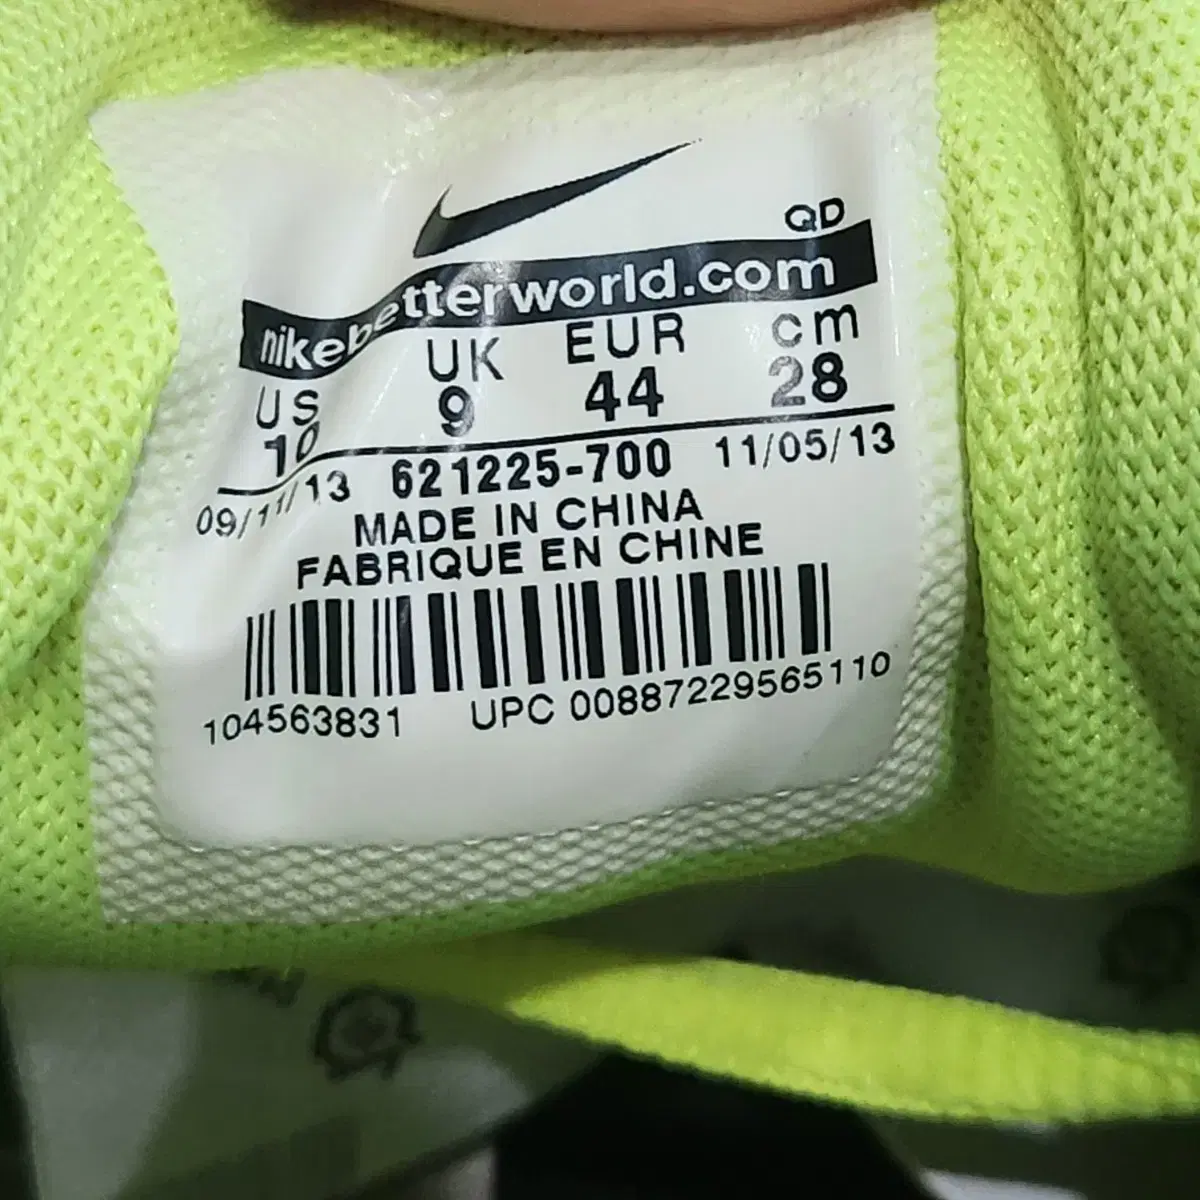 QD
nikebetterworld.com
US UK EUR cm
10 9 44 28
09/11/13 621225-700 11/05/13
MADE IN CHINA
FABRIQUE EN CHINE
104563831 UPC 00887229565110